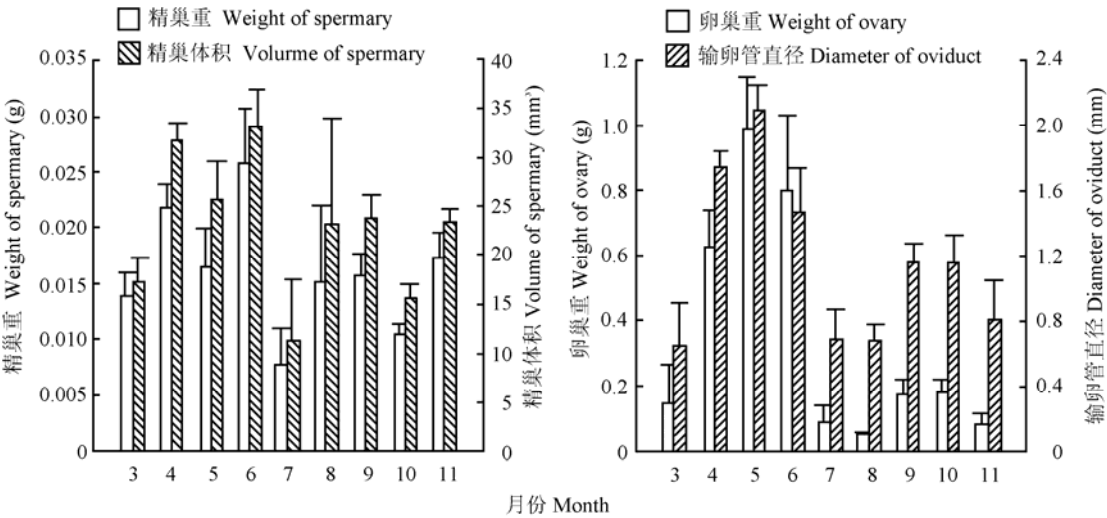 精巢重 Weight of spermary
精巢体积 Volurme of spermary
精巢重 Weight of spermary (g)
0.035
0.030
0.025
0.020
0.015
0.010
0.005
0
40
35
30
25
20
15
10
5
0
精巢体积 Volume of spermary (mm³)
3 4 5 6 7 8 9 10 11
卵巢重 Weight of ovary
输卵管直径 Diameter of oviduct
卵巢重 Weight of ovary (g)
1.2
1.0
0.8
0.6
0.4
0.2
0
2.4
2.0
1.6
1.2
0.8
0.4
0
输卵管直径 Diameter of oviduct (mm)
3 4 5 6 7 8 9 10 11
月份 Month